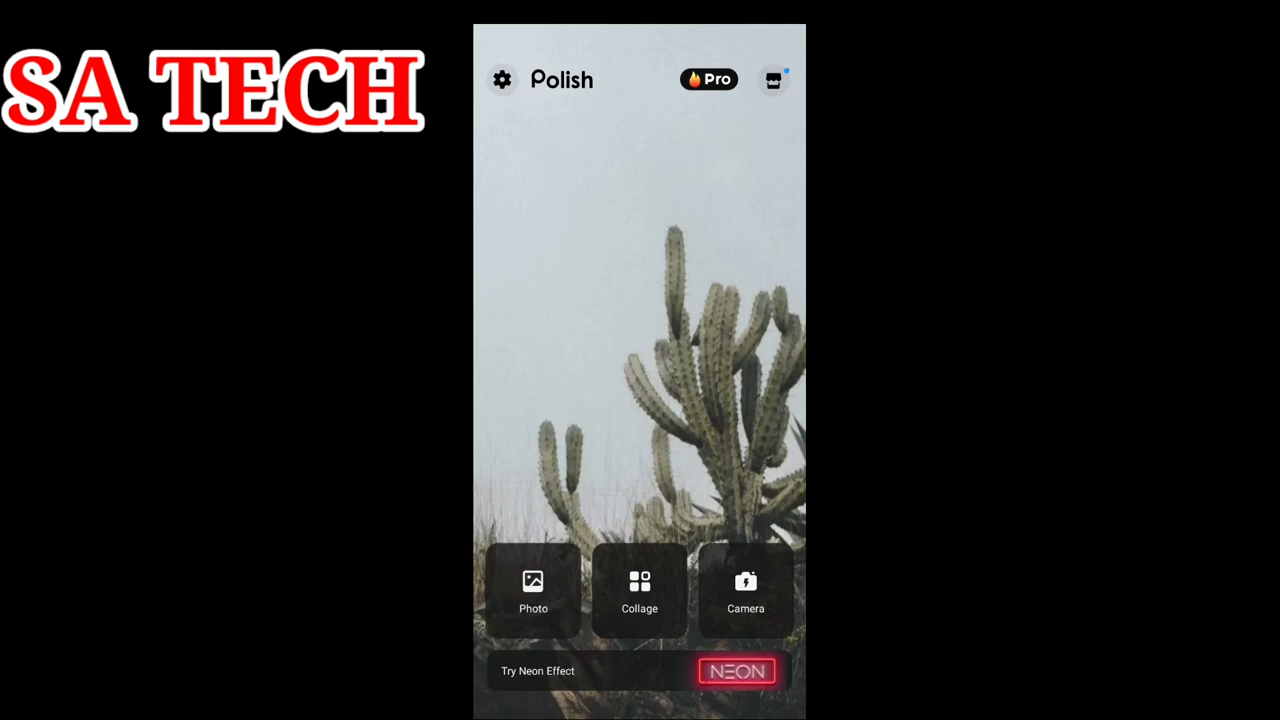 SA TECH
Polish
Pro
Photo
Collage
Camera
Try Neon Effect
NEON